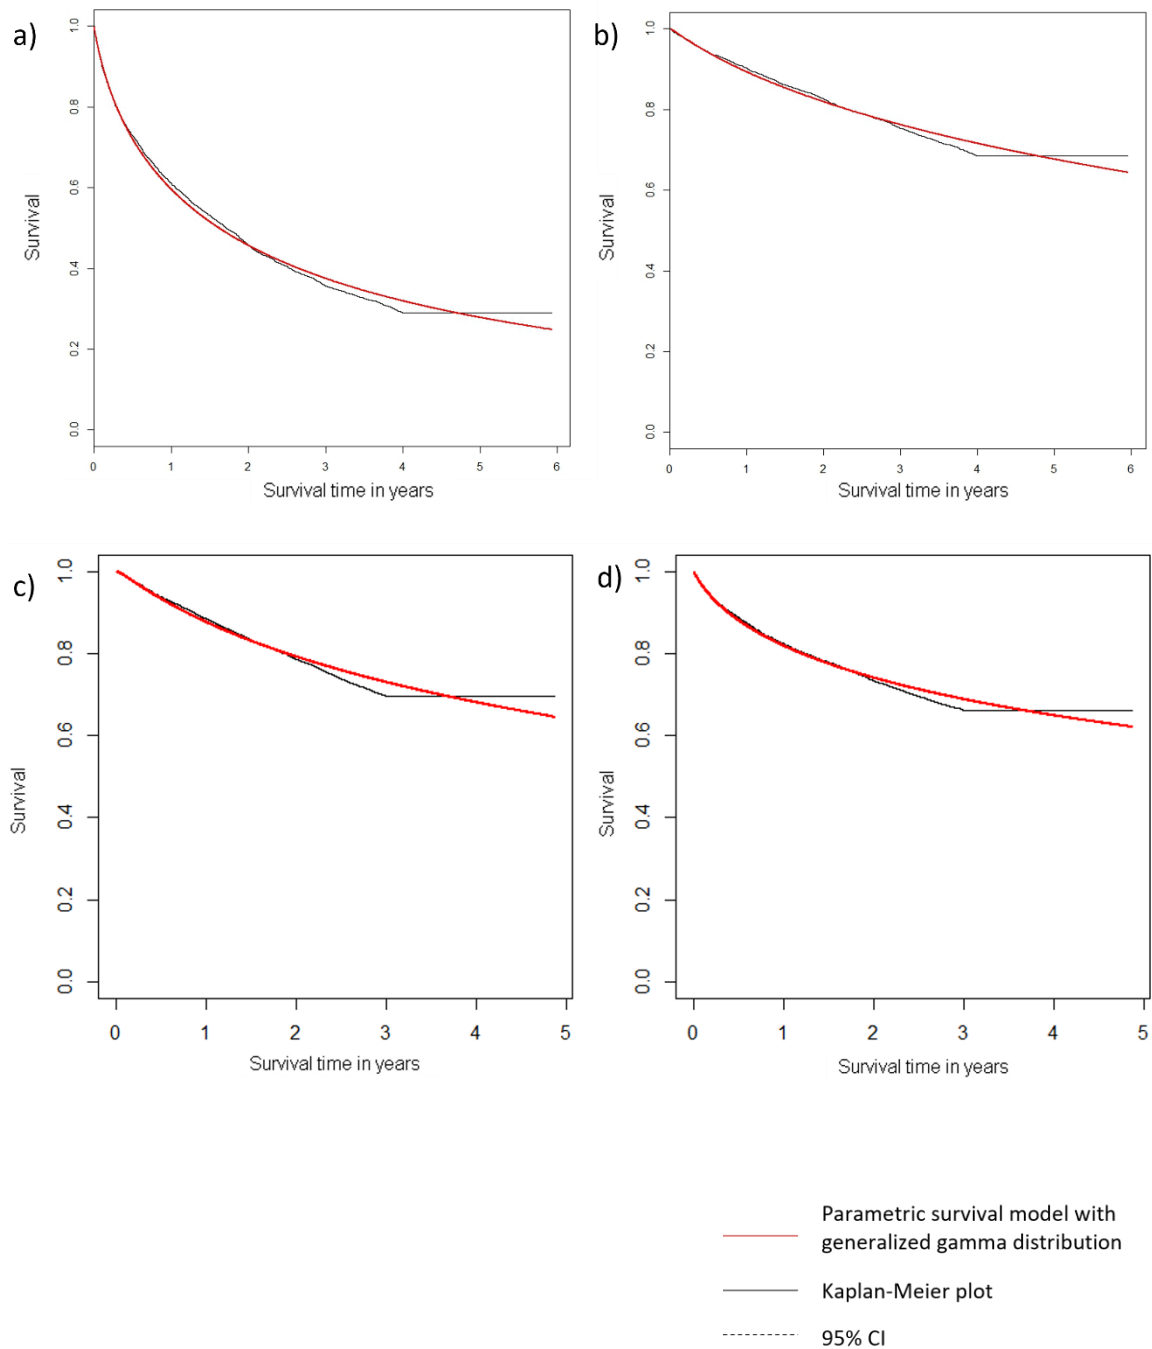 a)
1.0
0.8
0.6
0.4
0.2
0.0
Survival
0 1 2 3 4 5 6
Survival time in years
b)
1.0
0.8
0.6
0.4
0.2
0.0
Survival
0 1 2 3 4 5 6
Survival time in years
c)
1.0
0.8
0.6
0.4
0.2
0.0
Survival
0 1 2 3 4 5
Survival time in years
d)
1.0
0.8
0.6
0.4
0.2
0.0
Survival
0 1 2 3 4 5
Survival time in years
Parametric survival model with
generalized gamma distribution
Kaplan-Meier plot
95% CI